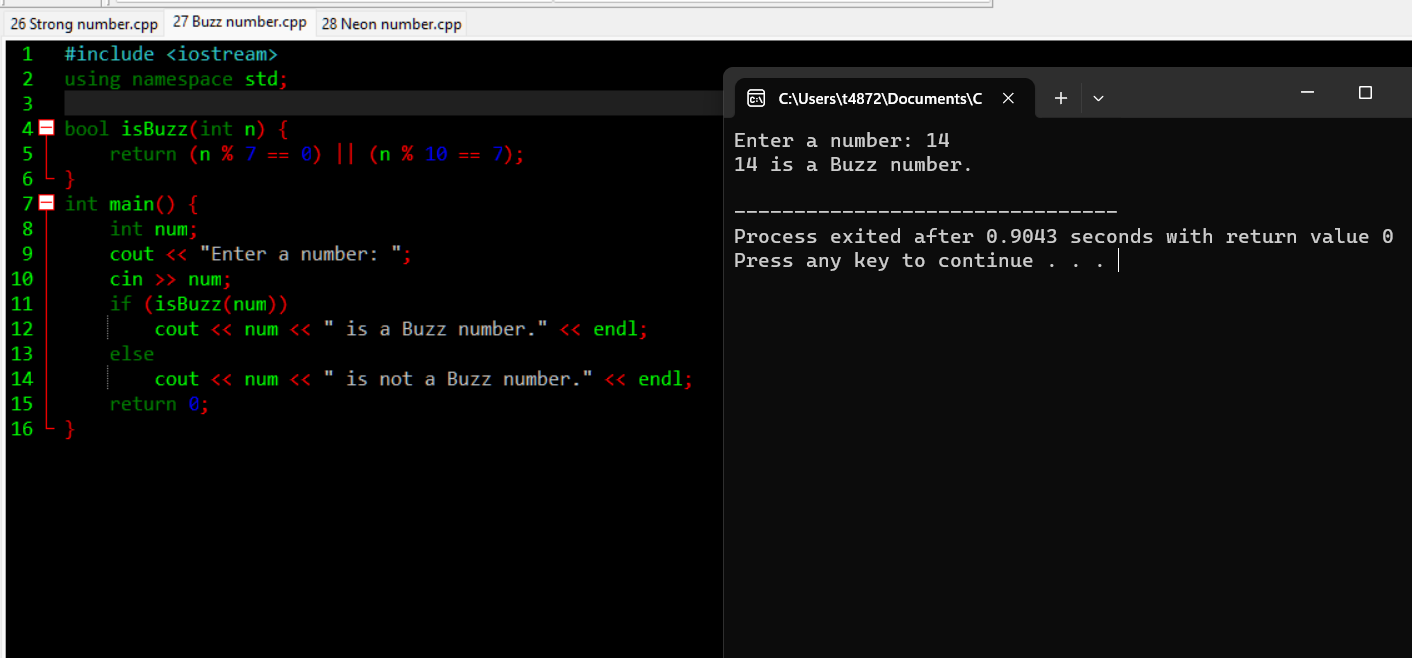 26 Strong number.cpp 27 Buzz number.cpp 28 Neon number.cpp
1 #include <iostream>
2 using namespace std;
3
4 bool isBuzz(int n) {
5 return (n % 7 == 0) || (n % 10 == 7);
6 }
7 int main() {
8 int num;
9 cout << "Enter a number: ";
10 cin >> num;
11 if (isBuzz(num))
12 cout << num << " is a Buzz number." << endl;
13 else
14 cout << num << " is not a Buzz number." << endl;
15 return 0;
16 }
C:\Users\t4872\Documents\C
Enter a number: 14
14 is a Buzz number.
--------------------------------
Process exited after 0.9043 seconds with return value 0
Press any key to continue . . .